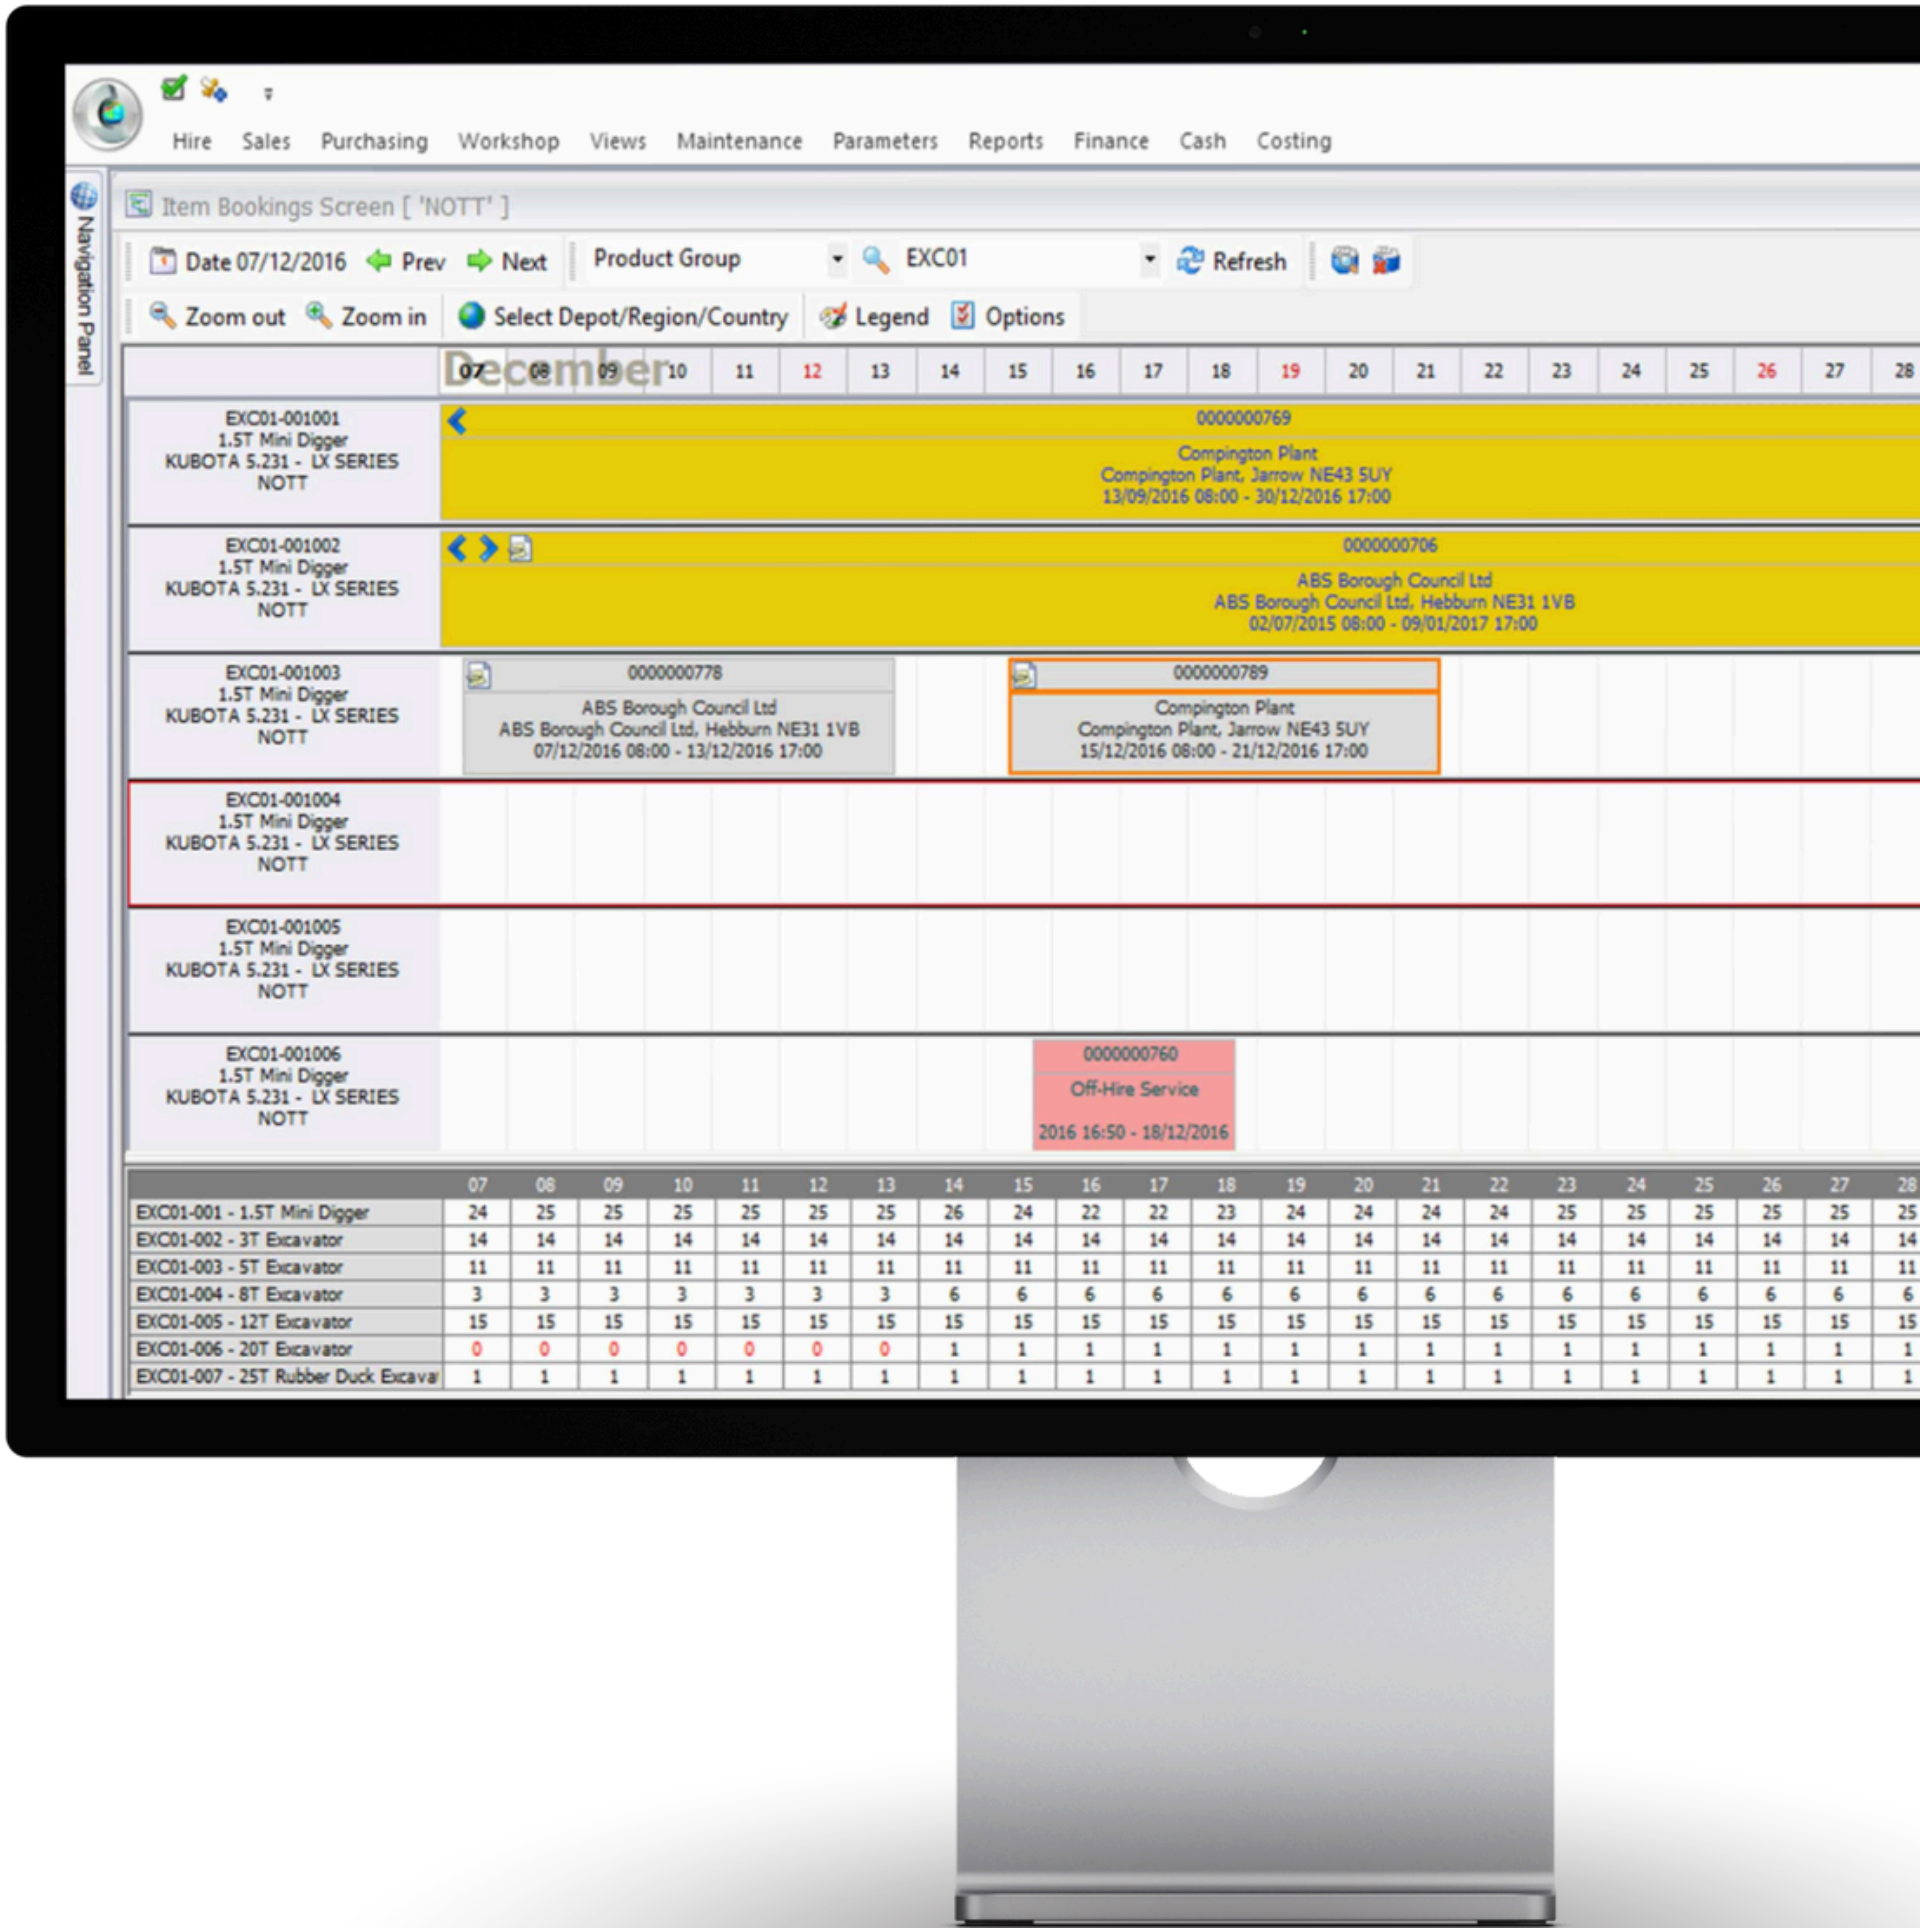 Hire Sales Purchasing Workshop Views Maintenance Parameters Reports Finance Cash Costing
Navigation Panel
Item Bookings Screen [ 'NOTT' ]
Date 07/12/2016 Prev Next Product Group EXC01 Refresh
Zoom out Zoom in Select Depot/Region/Country Legend Options
December
07 08 09 10 11 12 13 14 15 16 17 18 19 20 21 22 23 24 25 26 27 28
EXC01-001001
1.5T Mini Digger
KUBOTA 5.231 - LX SERIES
NOTT
0000000769
Compington Plant
Compington Plant, Jarrow NE43 5UY
13/09/2016 08:00 - 30/12/2016 17:00
EXC01-001002
1.5T Mini Digger
KUBOTA 5.231 - LX SERIES
NOTT
0000000706
ABS Borough Council Ltd
ABS Borough Council Ltd, Hebburn NE31 1VB
02/07/2015 08:00 - 09/01/2017 17:00
EXC01-001003
1.5T Mini Digger
KUBOTA 5.231 - LX SERIES
NOTT
0000000778
ABS Borough Council Ltd
ABS Borough Council Ltd, Hebburn NE31 1VB
07/12/2016 08:00 - 13/12/2016 17:00
0000000789
Compington Plant
Compington Plant, Jarrow NE43 5UY
15/12/2016 08:00 - 21/12/2016 17:00
EXC01-001004
1.5T Mini Digger
KUBOTA 5.231 - LX SERIES
NOTT
EXC01-001005
1.5T Mini Digger
KUBOTA 5.231 - LX SERIES
NOTT
EXC01-001006
1.5T Mini Digger
KUBOTA 5.231 - LX SERIES
NOTT
0000000760
Off-Hire Service
2016 16:50 - 18/12/2016
07 08 09 10 11 12 13 14 15 16 17 18 19 20 21 22 23 24 25 26 27 28
EXC01-001 - 1.5T Mini Digger 24 25 25 25 25 25 25 26 24 22 22 23 24 24 24 24 25 25 25 25 25 25
EXC01-002 - 3T Excavator 14 14 14 14 14 14 14 14 14 14 14 14 14 14 14 14 14 14 14 14 14 14
EXC01-003 - 5T Excavator 11 11 11 11 11 11 11 11 11 11 11 11 11 11 11 11 11 11 11 11 11 11
EXC01-004 - 8T Excavator 3 3 3 3 3 3 3 6 6 6 6 6 6 6 6 6 6 6 6 6 6 6
EXC01-005 - 12T Excavator 15 15 15 15 15 15 15 15 15 15 15 15 15 15 15 15 15 15 15 15 15 15
EXC01-006 - 20T Excavator 0 0 0 0 0 0 0 1 1 1 1 1 1 1 1 1 1 1 1 1 1 1
EXC01-007 - 25T Rubber Duck Excava 1 1 1 1 1 1 1 1 1 1 1 1 1 1 1 1 1 1 1 1 1 1